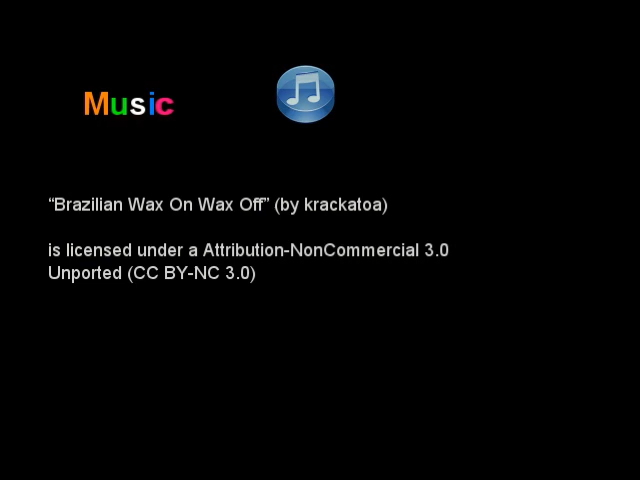 Music
“Brazilian Wax On Wax Off” (by krackatoa)
is licensed under a Attribution-NonCommercial 3.0
Unported (CC BY-NC 3.0)